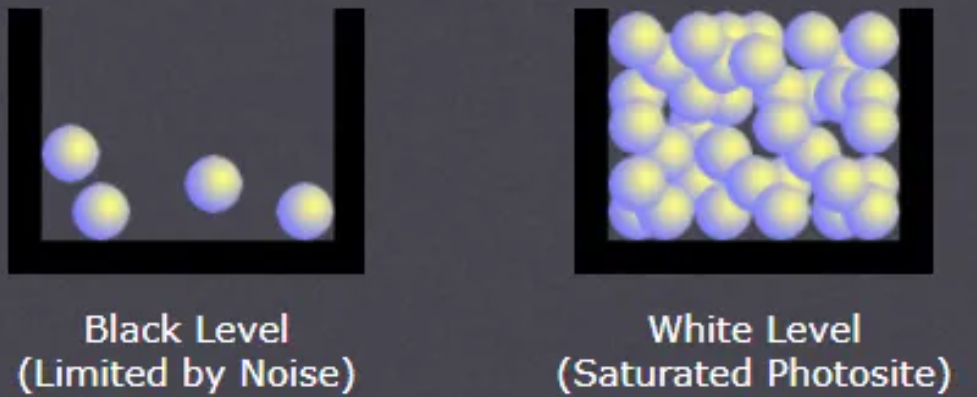 Black Level
(Limited by Noise)
White Level
(Saturated Photosite)